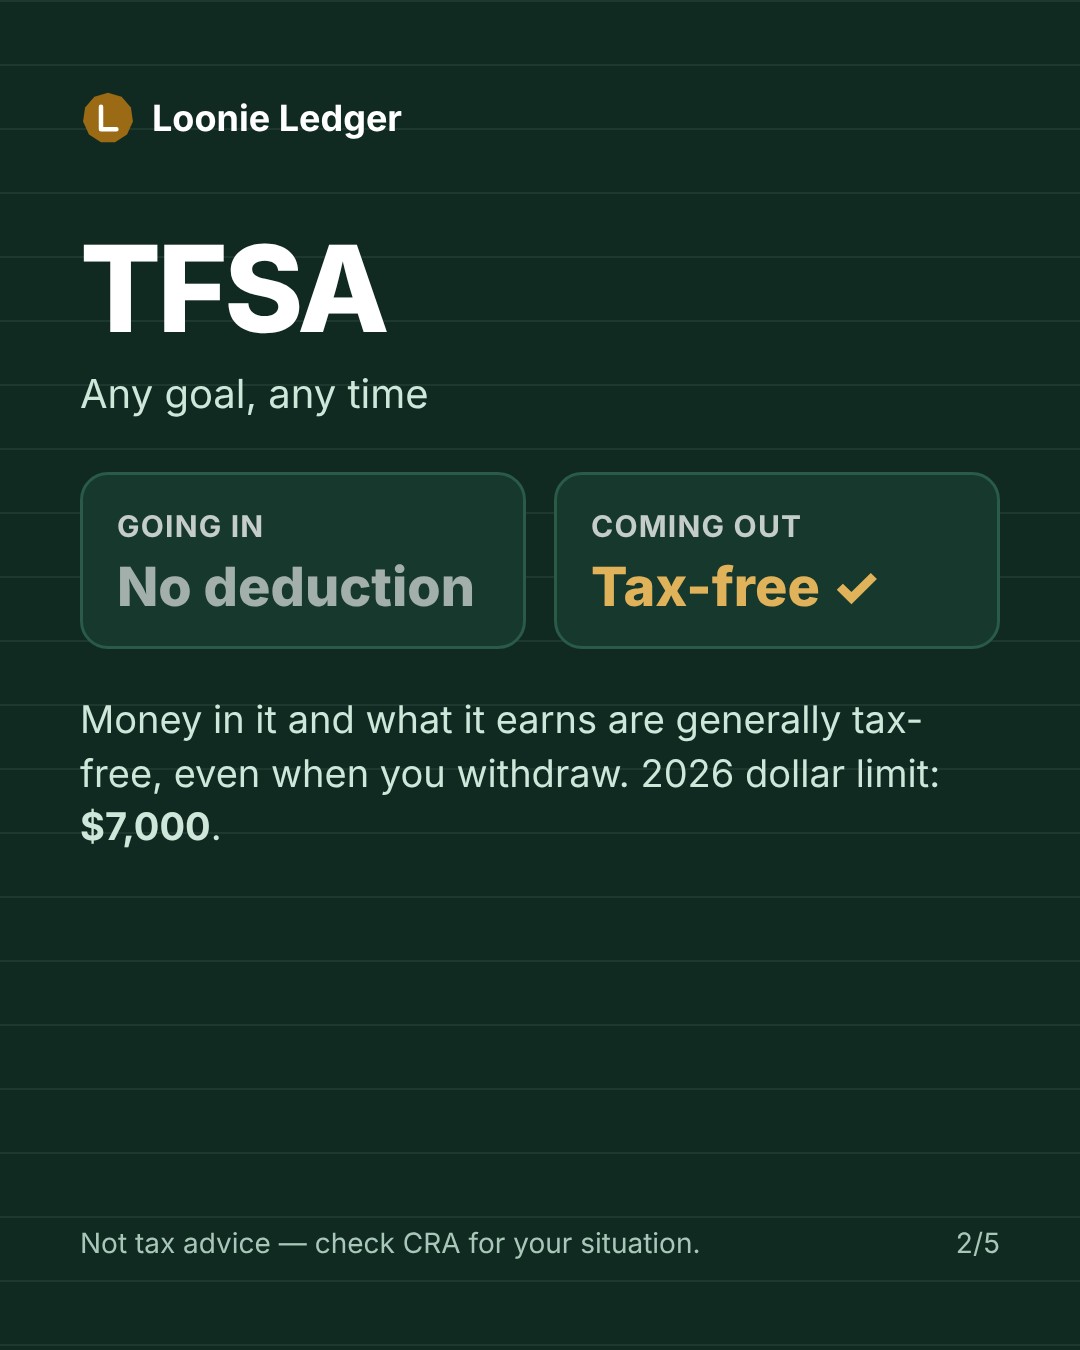 L Loonie Ledger
TFSA
Any goal, any time
GOING IN
No deduction
COMING OUT
Tax-free ✓
Money in it and what it earns are generally tax-
free, even when you withdraw. 2026 dollar limit:
$7,000.
Not tax advice — check CRA for your situation.
2/5